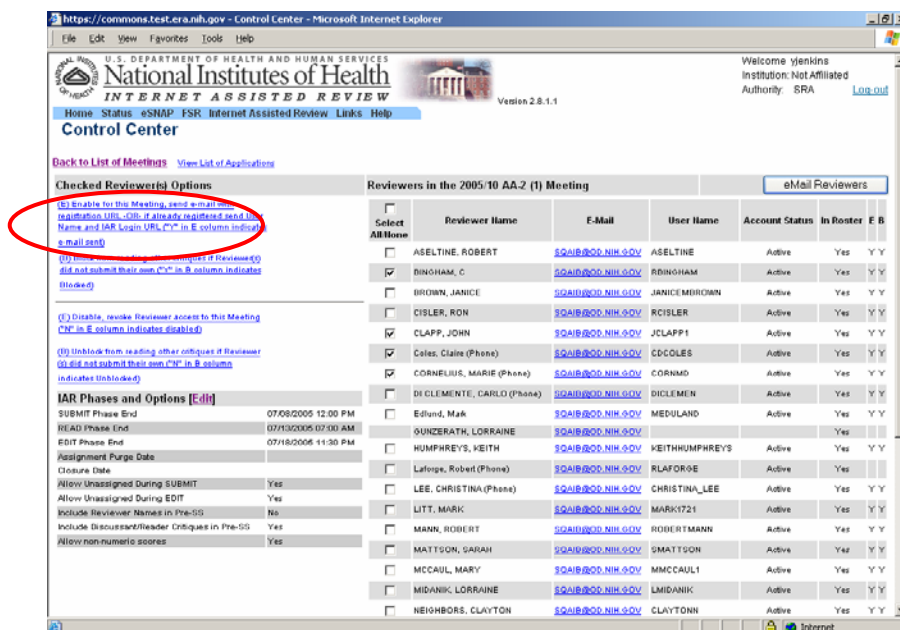 https://commons.test.era.nih.gov - Control Center - Microsoft Internet Explorer
File Edit View Favorites Tools Help
U.S. DEPARTMENT OF HEALTH AND HUMAN SERVICES
National Institutes of Health
INTERNET ASSISTED REVIEW
Version 2.8.1.1
Welcome yjenkins
Institution: Not Affiliated
Authority: SRA Log out
Home Status eSNAP FSR Internet Assisted Review Links Help
Control Center
Back to List of Meetings View List of Applications
Checked Reviewer(s) Options
(E) Enable for this Meeting, send e-mail with
registration URL -OR- if already registered send User
Name and IAR Login URL ("Y" in E column indicates
e-mail sent)
(B) Block from reading other critiques if Reviewer(s)
did not submit their own ("Y" in B column indicates
Blocked)
(E) Disable, revoke Reviewer access to this Meeting
("N" in E column indicates disabled)
(B) Unblock from reading other critiques if Reviewer
(s) did not submit their own ("N" in B column
indicates Unblocked)
IAR Phases and Options [Edit]
SUBMIT Phase End 07/08/2005 12:00 PM
READ Phase End 07/13/2005 07:00 AM
EDIT Phase End 07/18/2005 11:30 PM
Assignment Purge Date
Closure Date
Allow Unassigned During SUBMIT Yes
Allow Unassigned During EDIT Yes
Include Reviewer Names in Pre-SS No
Include Discussant/Reader Critiques in Pre-SS Yes
Allow non-numeric scores Yes
Reviewers in the 2005/10 AA-2 (1) Meeting eMail Reviewers
Select All/None Reviewer Name E-Mail User Name Account Status In Roster E B
ASELTINE, ROBERT SQAIB@OD.NIH.GOV ASELTINE Active Yes Y Y
BINGHAM, C SQAIB@OD.NIH.GOV RBINGHAM Active Yes Y Y
BROWN, JANICE SQAIB@OD.NIH.GOV JANICEMBROWN Active Yes Y Y
CISLER, RON SQAIB@OD.NIH.GOV RCISLER Active Yes Y Y
CLAPP, JOHN SQAIB@OD.NIH.GOV JCLAPP1 Active Yes Y Y
Coles, Claire (Phone) SQAIB@OD.NIH.GOV CDCOLES Active Yes Y Y
CORNELIUS, MARIE (Phone) SQAIB@OD.NIH.GOV CORNMD Active Yes Y Y
DI CLEMENTE, CARLO (Phone) SQAIB@OD.NIH.GOV DICLEMEN Active Yes Y Y
Edlund, Mark SQAIB@OD.NIH.GOV MEDULAND Active Yes Y Y
GUNZERATH, LORRAINE Yes
HUMPHREYS, KEITH SQAIB@OD.NIH.GOV KEITHHUMPHREYS Active Yes Y Y
Laforge, Robert (Phone) SQAIB@OD.NIH.GOV RLAFORGE Active Yes
LEE, CHRISTINA (Phone) SQAIB@OD.NIH.GOV CHRISTINA_LEE Active Yes Y Y
LITT, MARK SQAIB@OD.NIH.GOV MARK1721 Active Yes Y Y
MANN, ROBERT SQAIB@OD.NIH.GOV ROBERTMANN Active Yes Y Y
MATTSON, SARAH SQAIB@OD.NIH.GOV SMATTSON Active Yes Y Y
MCCAUL, MARY SQAIB@OD.NIH.GOV MMCCAUL1 Active Yes Y Y
MIDANIK, LORRAINE SQAIB@OD.NIH.GOV LMIDANIK Active Yes Y Y
NEIGHBORS, CLAYTON SQAIB@OD.NIH.GOV CLAYTONN Active Yes Y Y
Internet